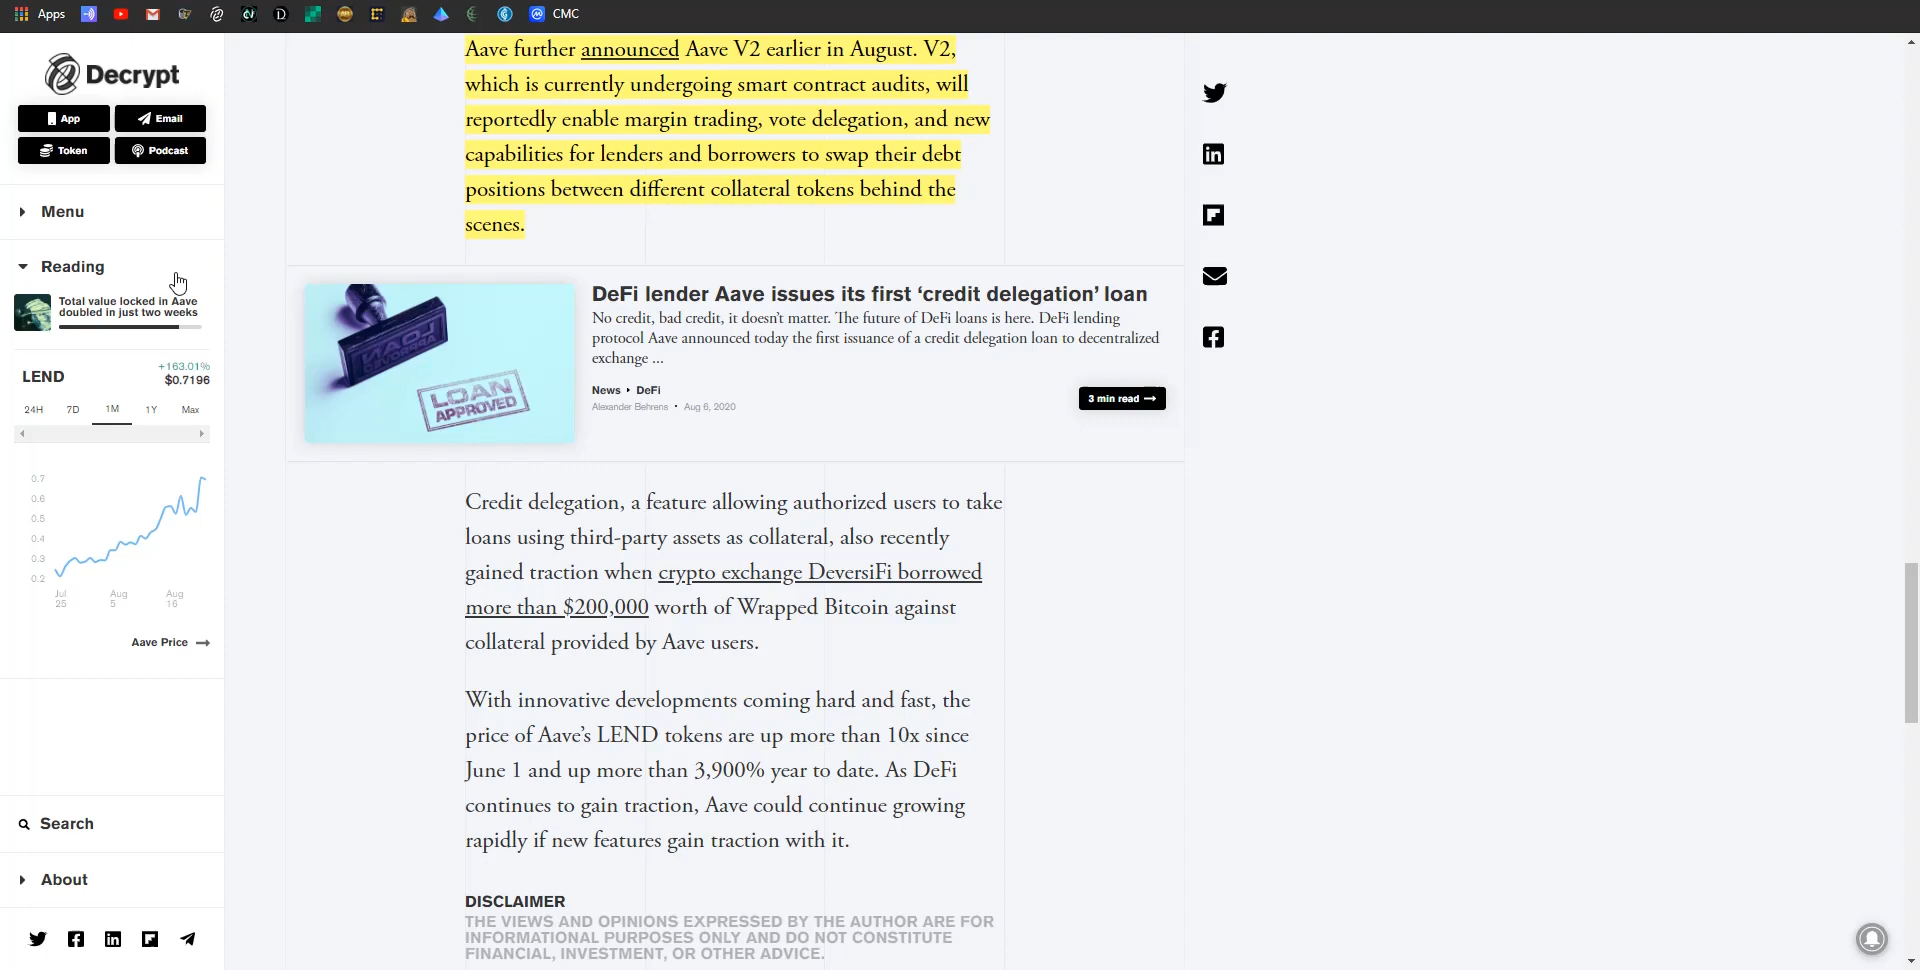 Apps
CMC
Decrypt
App
Email
Token
Podcast
Menu
Reading
Total value locked in Aave
doubled in just two weeks
LEND
+163.01%
$0.7196
24H 7D 1M 1Y Max
0.7
0.6
0.5
0.4
0.3
0.2
Jul 25
Aug 5
Aug 16
Aave Price
Search
About
Aave further announced Aave V2 earlier in August. V2,
which is currently undergoing smart contract audits, will
reportedly enable margin trading, vote delegation, and new
capabilities for lenders and borrowers to swap their debt
positions between different collateral tokens behind the
scenes.
LOAN
LOAN
APPROVED
DeFi lender Aave issues its first ‘credit delegation’ loan
No credit, bad credit, it doesn’t matter. The future of DeFi loans is here. DeFi lending
protocol Aave announced today the first issuance of a credit delegation loan to decentralized
exchange ...
News DeFi
Alexander Behrens • Aug 6, 2020
3 min read
Credit delegation, a feature allowing authorized users to take
loans using third-party assets as collateral, also recently
gained traction when crypto exchange DeversiFi borrowed
more than $200,000 worth of Wrapped Bitcoin against
collateral provided by Aave users.
With innovative developments coming hard and fast, the
price of Aave’s LEND tokens are up more than 10x since
June 1 and up more than 3,900% year to date. As DeFi
continues to gain traction, Aave could continue growing
rapidly if new features gain traction with it.
DISCLAIMER
THE VIEWS AND OPINIONS EXPRESSED BY THE AUTHOR ARE FOR
INFORMATIONAL PURPOSES ONLY AND DO NOT CONSTITUTE
FINANCIAL, INVESTMENT, OR OTHER ADVICE.